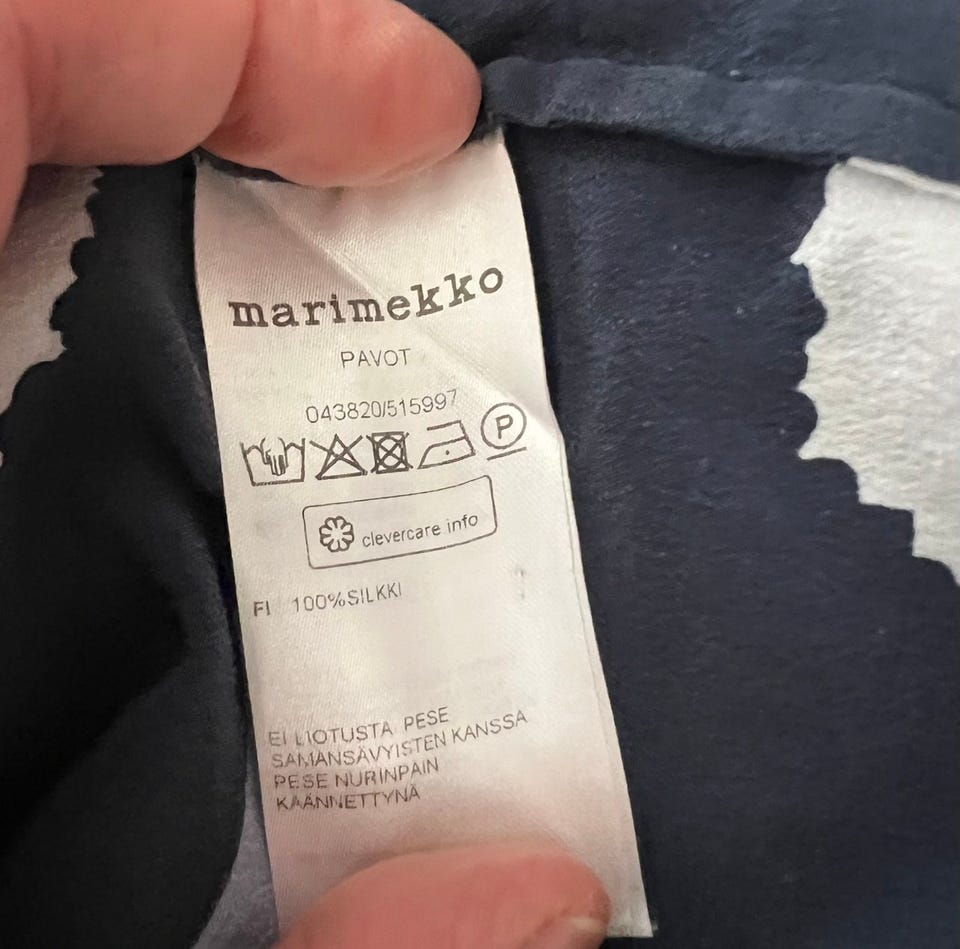 marimekko
PAVOT
043820/515997
P
clevercare info
FI 100%SILKKI
EI LIOTUSTA PESE
SAMANSÄVYISTEN KANSSA
PESE NURINPAIN
KÄÄNNETTYNÄ